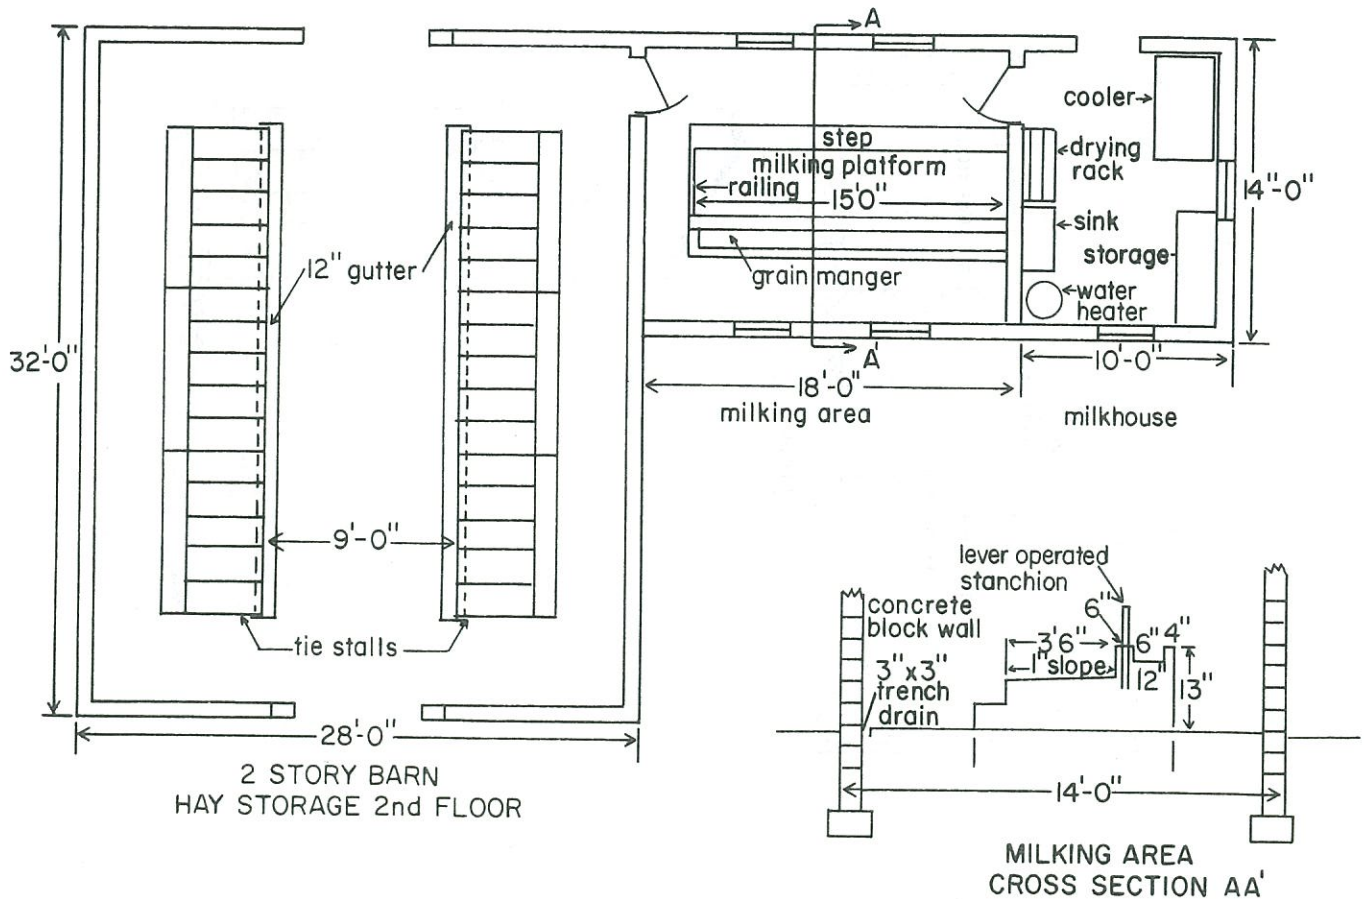 A
cooler
step
drying
rack
milking platform
railing
15'0"
14"-0"
sink
12" gutter
storage
grain manger
water
heater
32'-0"
A'
10'-0"
18'-0"
milking area
milkhouse
9'-0"
lever operated
stanchion
concrete
block wall
6"
3'6"
6"
4"
1" slope
12"
13"
3"x3"
trench
drain
tie stalls
28'-0"
2 STORY BARN
HAY STORAGE 2nd FLOOR
14'-0"
MILKING AREA
CROSS SECTION AA'